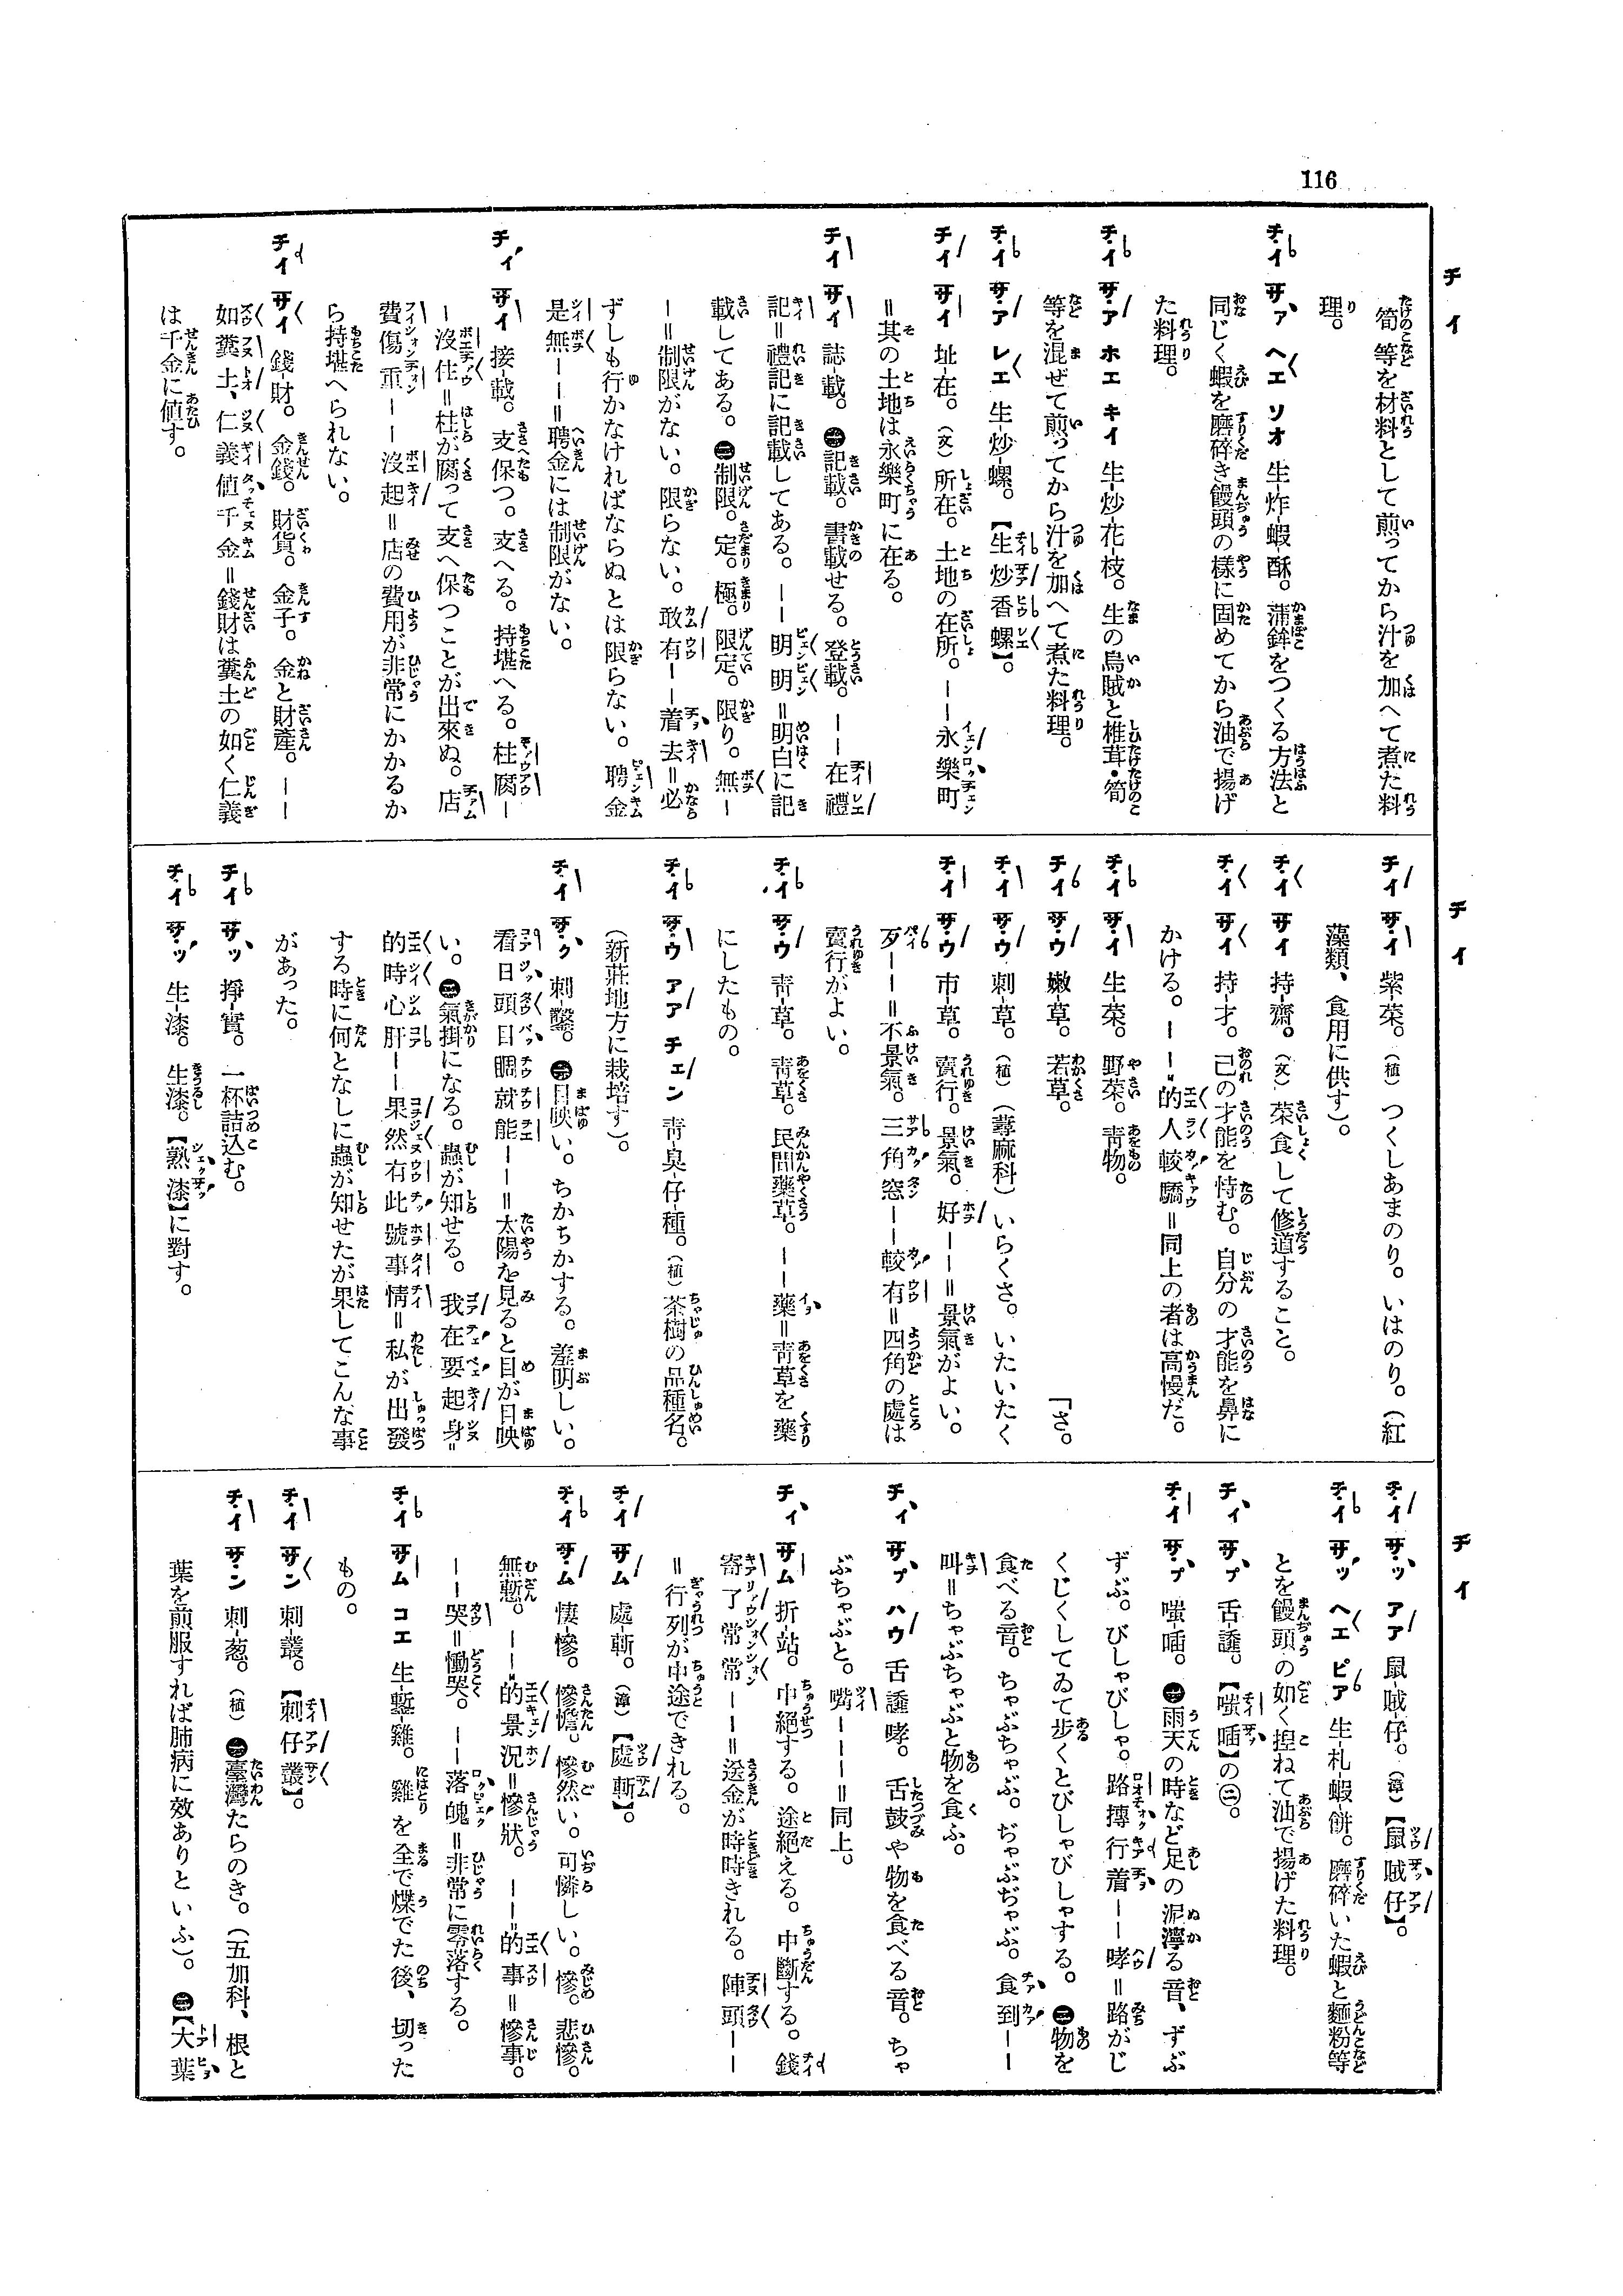 116
チイ
筍等を材料として煎ってから汁を加へて煮た料
理。
チイ サァ ヘエ ソオ 生-炸-蝦-酥。蒲鉾をつくる方法と
同じく蝦を磨碎き饅頭の樣に固めてから油で揚げ
た料理。
チイ サア ホエ キイ 生-炒-花-枝。生の烏賊と椎茸・筍
等を混ぜて煎ってから汁を加へて煮た料理。
チイ サア レエ 生-炒-螺。【生炒香螺】。
チイ サイ 址-在。(文)所在。土地の在所。——永樂町
=其の土地は永樂町に在る。
チイ サイ 誌-載。㊀記載。書載せる。登載。——在禮
記=禮記に記載してある。——明明=明白に記
載してある。㊁制限。定。極。限定。限り。無—
—=制限がない。限らない。敢有——着去=必
ずしも行かなければならぬとは限らない。聘金
是無——=聘金には制限がない。
チイ サイ 接-載。支保つ。支へる。持堪へる。柱腐—
—沒住=柱が腐って支へ保つことが出來ぬ。店
費傷重——沒起=店の費用が非常にかかるか
ら持堪へられない。
チイ サイ 錢-財。金錢。財貨。金子。金と財產。——
如糞土、仁義值千金=錢財は糞土の如く仁義
は千金に値す。
チイ
チイ サイ 紫-菜。(植)つくしあまのり。いはのり。(紅
藻類、食用に供す)。
チイ サイ 持-齋。(文)菜食して修道すること。
チイ サイ 持-才。己の才能を恃む。自分の才能を鼻に
かける。——的人較驕=同上の者は高慢だ。
チイ サイ 生-菜。野菜。靑物。
チイ サウ 嫩-草。若草。
「さ。
チイ サウ 刺-草。(植)(蕁麻科)いらくさ。いたいたく
チイ サウ 市-草。賣行。景氣。好——=景氣がよい。
歹——=不景氣。三角窓——較有=四角の處は
賣行がよい。
チイ サウ 靑-草。靑草。民間藥草。——藥=靑草を藥
にしたもの。
チイ サウ アア チェン 靑-臭-仔-種。(植)茶樹の品種名。
(新莊地方に栽培す)。
チイ サク 刺-鑿。㊀目映い。ちかちかする。羞明しい。
看日頭目睭就能——=太陽を見ると目が目映
い。㊁氣掛になる。蟲が知せる。我在要起身
的時心肝——果然有此號事情=私が出發
する時に何となしに蟲が知せたが果してこんな事
があった。
チイ サッ 掙-實。一杯詰込む。
チイ サッ 生-漆。生漆。【熟漆】に對す。
チイ
チイ サッ アア 鼠-賊-仔。(漳)【鼠賊仔】。
チイ サッ ヘエ ピア 生-札-蝦-餅。磨碎いた蝦と麵粉等
とを饅頭の如く揑ねて油で揚げた料理。
チイ サプ 舌-䜚。【嗤喢】の㊁。
チイ サプ 嗤-喢。㊀雨天の時など足の泥濘る音、ずぶ
ずぶ。びしゃびしゃ。路摶行着——哮=路がじ
くじくしてゐて步くとびしゃびしゃする。㊁物を
食べる音。ちゃぶちゃぶ。ぢゃぶぢゃぶ。食到——
叫=ちゃぶちゃぶと物を食ふ。
チイ サプ ハウ 舌䜚哮。舌鼓や物を食べる音。ちゃ
ぶちゃぶと。嘴——=同上。
チイ サム 折-站。中絕する。途絕える。中斷する。錢
寄了常常——=送金が時時きれる。陣頭——
=行列が中途できれる。
チイ サム 處-斬。(漳)【處斬】。
チイ サム 悽-慘。慘憺。慘然い。可憐しい。慘。悲慘。
無慙。——的景況=慘狀。——的事=慘事。
——哭=慟哭。——落魄=非常に零落する。
チイ サム コエ 生-蹔-雞。雞を全で煠でた後、切った
もの。
チイ サン 刺-叢。【刺仔叢】。
チイ サン 刺-葱。(植)㊀臺灣たらのき。(五加科、根と
葉を煎服すれば肺病に效ありといふ)。㊁【大葉